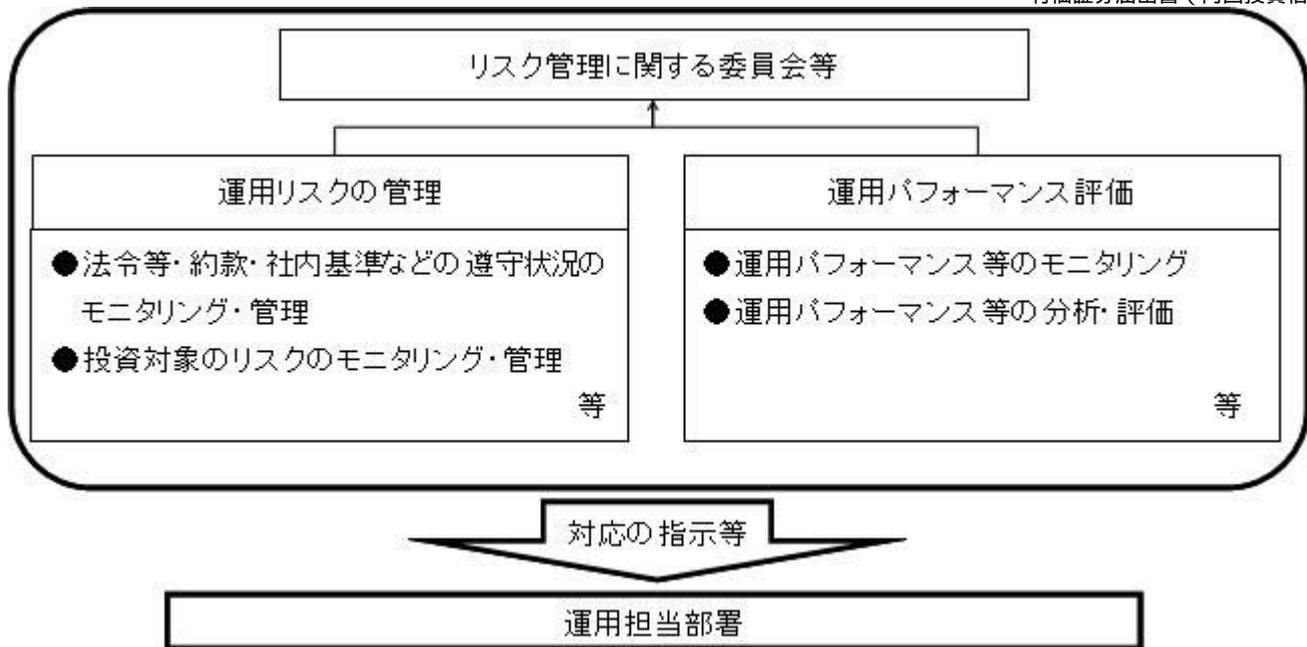 リスク管理に関する委員会等
運用リスクの管理
●法令等・約款・社内基準などの遵守状況の
モニタリング・管理
●投資対象のリスクのモニタリング・管理
等
運用パフォーマンス評価
●運用パフォーマンス等のモニタリング
●運用パフォーマンス等の分析・評価
等
対応の指示等
運用担当部署